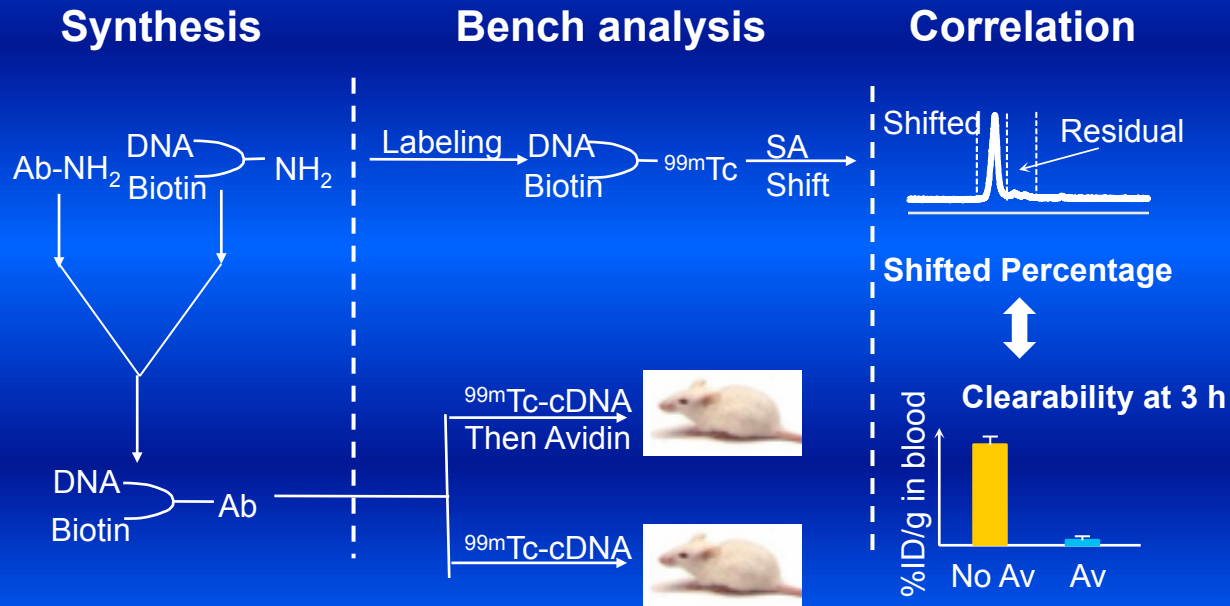 Synthesis
Bench analysis
Correlation
Ab-NH₂
DNA
Biotin
NH₂
Labeling
DNA
Biotin
⁹⁹ᵐTc
SA
Shift
Shifted
Residual
Shifted Percentage
⁹⁹ᵐTc-cDNA
Then Avidin
Clearability at 3 h
DNA
Biotin
Ab
⁹⁹ᵐTc-cDNA
%ID/g in blood
No Av
Av